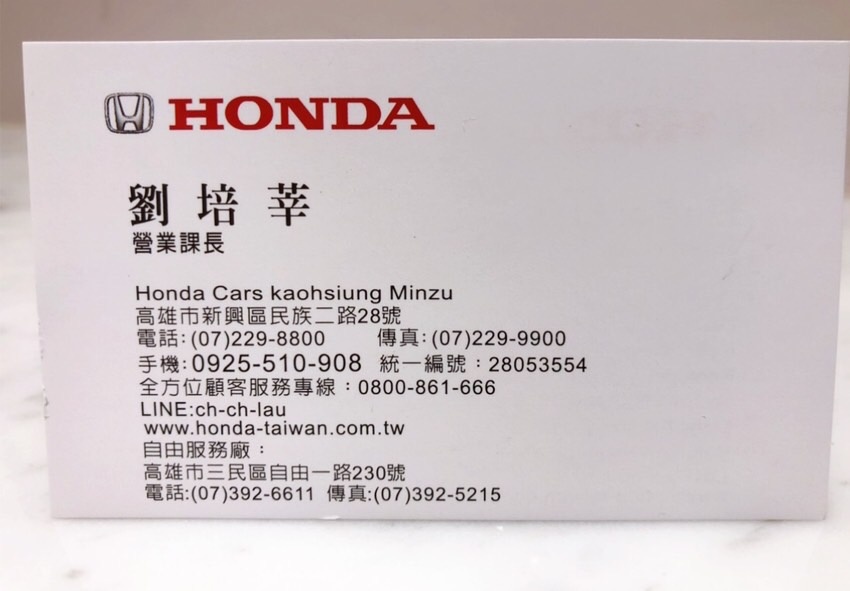 HONDA
劉培莘
營業課長
Honda Cars kaohsiung Minzu
高雄市新興區民族二路28號
電話:(07)229-8800 傳真:(07)229-9900
手機:0925-510-908 統一編號：28053554
全方位顧客服務專線：0800-861-666
LINE:ch-ch-lau
www.honda-taiwan.com.tw
自由服務廠：
高雄市三民區自由一路230號
電話:(07)392-6611 傳真:(07)392-5215